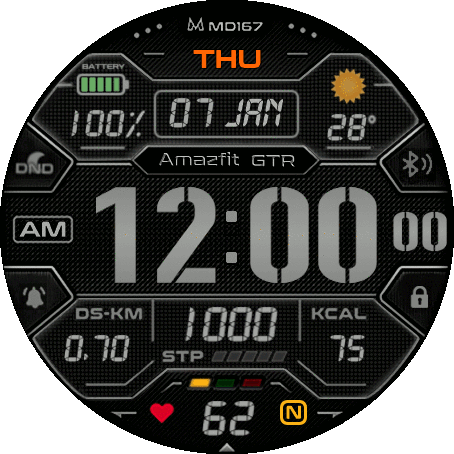 MD167
THU
BATTERY
100%
07 JAN
28°
Amazfit GTR
DND
AM
12:00
00
DS-KM
1000
KCAL
0.70
STP
75
62
N